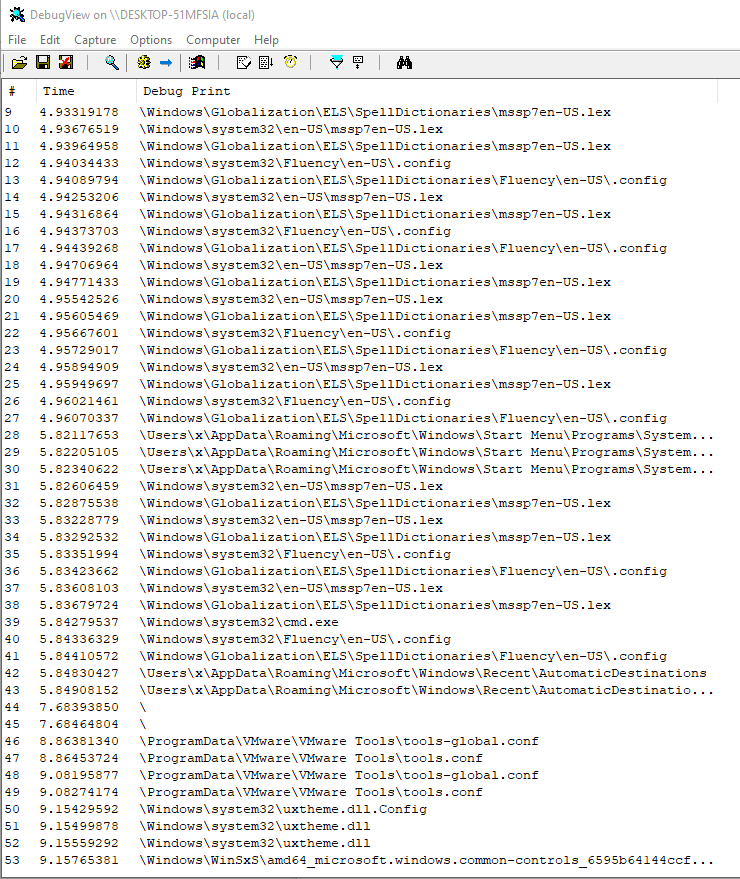 DebugView on \\DESKTOP-51MFSIA (local)
File Edit Capture Options Computer Help
# Time Debug Print
9 4.93319178 \Windows\Globalization\ELS\SpellDictionaries\mssp7en-US.lex
10 4.93676519 \Windows\system32\en-US\mssp7en-US.lex
11 4.93964958 \Windows\Globalization\ELS\SpellDictionaries\mssp7en-US.lex
12 4.94034433 \Windows\system32\Fluency\en-US\.config
13 4.94089794 \Windows\Globalization\ELS\SpellDictionaries\Fluency\en-US\.config
14 4.94253206 \Windows\system32\en-US\mssp7en-US.lex
15 4.94316864 \Windows\Globalization\ELS\SpellDictionaries\mssp7en-US.lex
16 4.94373703 \Windows\system32\Fluency\en-US\.config
17 4.94439268 \Windows\Globalization\ELS\SpellDictionaries\Fluency\en-US\.config
18 4.94706964 \Windows\system32\en-US\mssp7en-US.lex
19 4.94771433 \Windows\Globalization\ELS\SpellDictionaries\mssp7en-US.lex
20 4.95542526 \Windows\system32\en-US\mssp7en-US.lex
21 4.95605469 \Windows\Globalization\ELS\SpellDictionaries\mssp7en-US.lex
22 4.95667601 \Windows\system32\Fluency\en-US\.config
23 4.95729017 \Windows\Globalization\ELS\SpellDictionaries\Fluency\en-US\.config
24 4.95894909 \Windows\system32\en-US\mssp7en-US.lex
25 4.95949697 \Windows\Globalization\ELS\SpellDictionaries\mssp7en-US.lex
26 4.96021461 \Windows\system32\Fluency\en-US\.config
27 4.96070337 \Windows\Globalization\ELS\SpellDictionaries\Fluency\en-US\.config
28 5.82117653 \Users\x\AppData\Roaming\Microsoft\Windows\Start Menu\Programs\System...
29 5.82205105 \Users\x\AppData\Roaming\Microsoft\Windows\Start Menu\Programs\System...
30 5.82340622 \Users\x\AppData\Roaming\Microsoft\Windows\Start Menu\Programs\System...
31 5.82606459 \Windows\system32\en-US\mssp7en-US.lex
32 5.82875538 \Windows\Globalization\ELS\SpellDictionaries\mssp7en-US.lex
33 5.83228779 \Windows\system32\en-US\mssp7en-US.lex
34 5.83292532 \Windows\Globalization\ELS\SpellDictionaries\mssp7en-US.lex
35 5.83351994 \Windows\system32\Fluency\en-US\.config
36 5.83423662 \Windows\Globalization\ELS\SpellDictionaries\Fluency\en-US\.config
37 5.83608103 \Windows\system32\en-US\mssp7en-US.lex
38 5.83679724 \Windows\Globalization\ELS\SpellDictionaries\mssp7en-US.lex
39 5.84279537 \Windows\system32\cmd.exe
40 5.84336329 \Windows\system32\Fluency\en-US\.config
41 5.84410572 \Windows\Globalization\ELS\SpellDictionaries\Fluency\en-US\.config
42 5.84830427 \Users\x\AppData\Roaming\Microsoft\Windows\Recent\AutomaticDestinations
43 5.84908152 \Users\x\AppData\Roaming\Microsoft\Windows\Recent\AutomaticDestinatio...
44 7.68393850 \
45 7.68464804 \
46 8.86381340 \ProgramData\VMware\VMware Tools\tools-global.conf
47 8.86453724 \ProgramData\VMware\VMware Tools\tools.conf
48 9.08195877 \ProgramData\VMware\VMware Tools\tools-global.conf
49 9.08274174 \ProgramData\VMware\VMware Tools\tools.conf
50 9.15429592 \Windows\system32\uxtheme.dll.Config
51 9.15499878 \Windows\system32\uxtheme.dll
52 9.15559292 \Windows\system32\uxtheme.dll
53 9.15765381 \Windows\WinSxS\amd64_microsoft.windows.common-controls_6595b64144ccf...